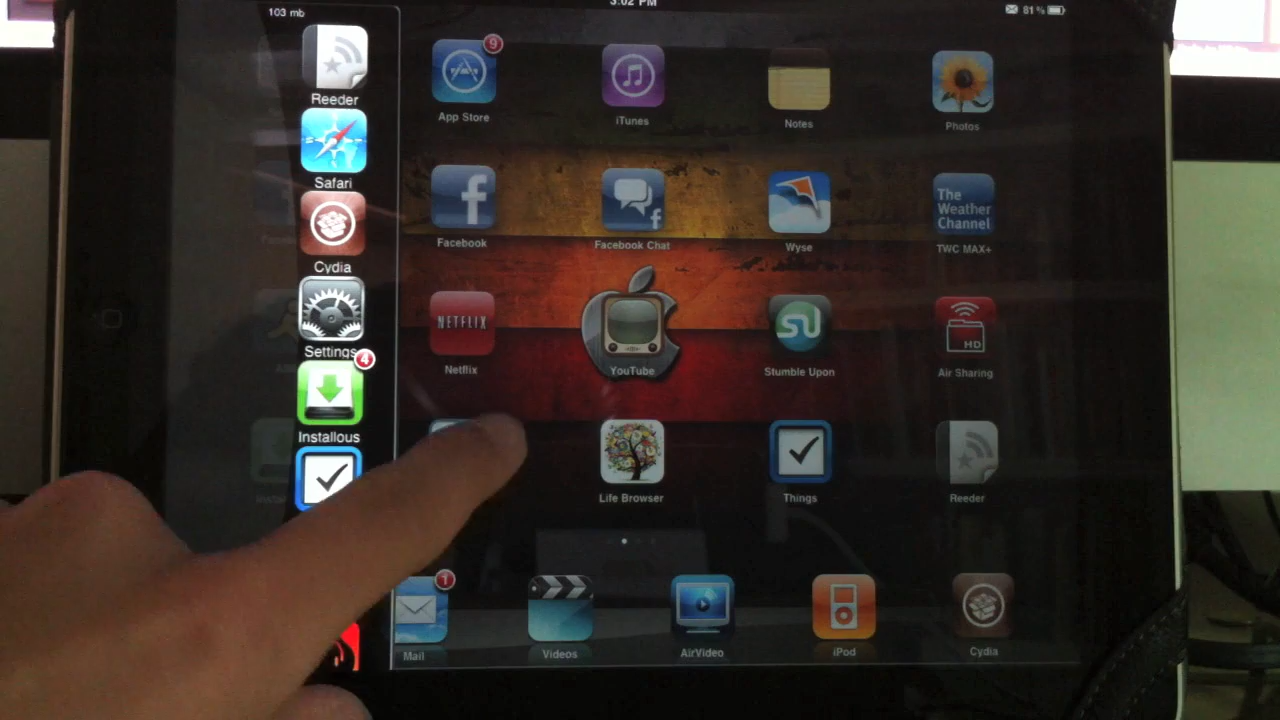 103 mb
3:02 PM
81%
Reeder
Safari
Cydia
Settings
4
Installous
9
App Store
iTunes
Notes
Photos
Facebook
Facebook Chat
Wyse
The
Weather
Channel
TWC MAX+
NETFLIX
Netflix
YouTube
SU
Stumble Upon
HD
Air Sharing
Life Browser
Things
Reeder
1
Mail
Videos
AirVideo
iPod
Cydia